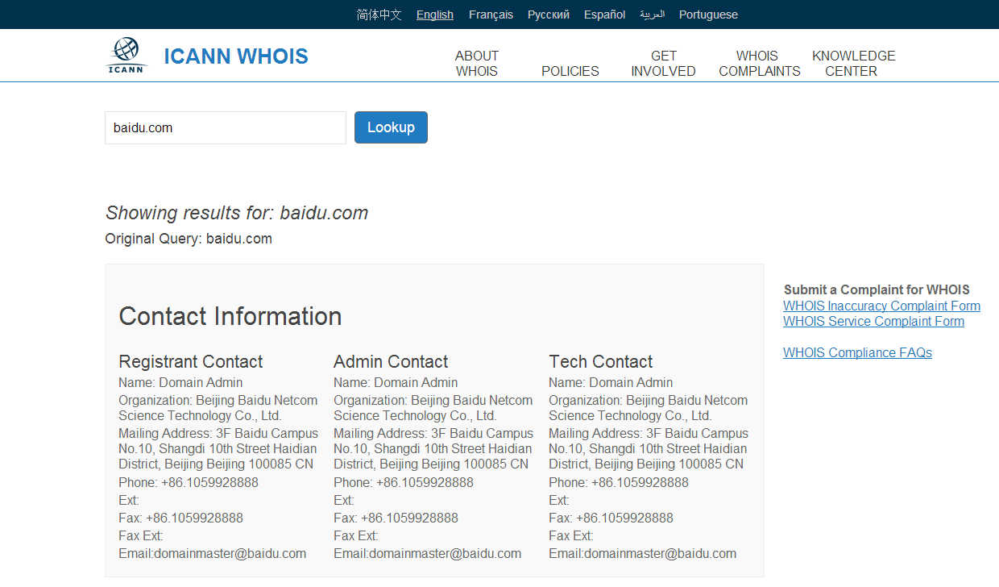 简体中文 English Français Русский Español العربية Portuguese
ICANN
ICANN WHOIS
ABOUT WHOIS
POLICIES
GET INVOLVED
WHOIS COMPLAINTS
KNOWLEDGE CENTER
baidu.com
Lookup
Showing results for: baidu.com
Original Query: baidu.com
Contact Information
Registrant Contact
Name: Domain Admin
Organization: Beijing Baidu Netcom
Science Technology Co., Ltd.
Mailing Address: 3F Baidu Campus
No.10, Shangdi 10th Street Haidian
District, Beijing Beijing 100085 CN
Phone: +86.1059928888
Ext:
Fax: +86.1059928888
Fax Ext:
Email:domainmaster@baidu.com
Admin Contact
Name: Domain Admin
Organization: Beijing Baidu Netcom
Science Technology Co., Ltd.
Mailing Address: 3F Baidu Campus
No.10, Shangdi 10th Street Haidian
District, Beijing Beijing 100085 CN
Phone: +86.1059928888
Ext:
Fax: +86.1059928888
Fax Ext:
Email:domainmaster@baidu.com
Tech Contact
Name: Domain Admin
Organization: Beijing Baidu Netcom
Science Technology Co., Ltd.
Mailing Address: 3F Baidu Campus
No.10, Shangdi 10th Street Haidian
District, Beijing Beijing 100085 CN
Phone: +86.1059928888
Ext:
Fax: +86.1059928888
Fax Ext:
Email:domainmaster@baidu.com
Submit a Complaint for WHOIS
WHOIS Inaccuracy Complaint Form
WHOIS Service Complaint Form
WHOIS Compliance FAQs